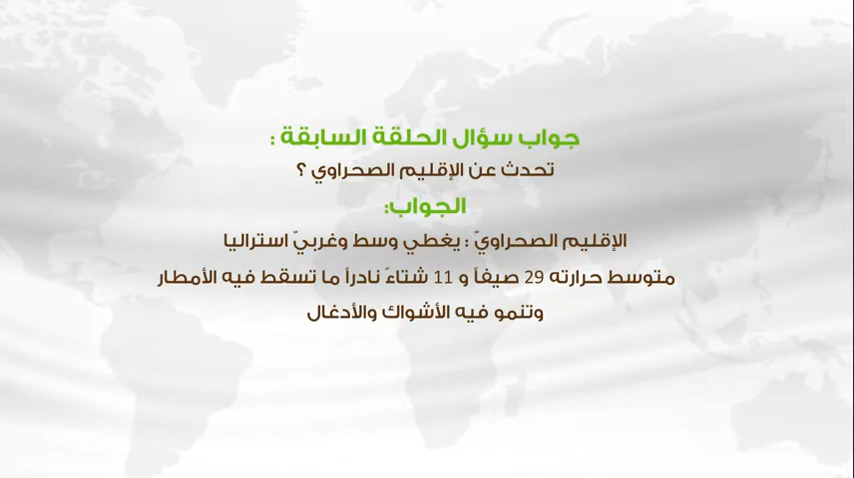 جواب سؤال الحلقة السابقة :
تحدث عن الإقليم الصحراوي ؟
الجواب:
الإقليم الصحراويّ : يغطي وسط وغربيّ استراليا
متوسط حرارته 29 صيفاً و 11 شتاءً نادراً ما تسقط فيه الأمطار
وتنمو فيه الأشواك والأدغال